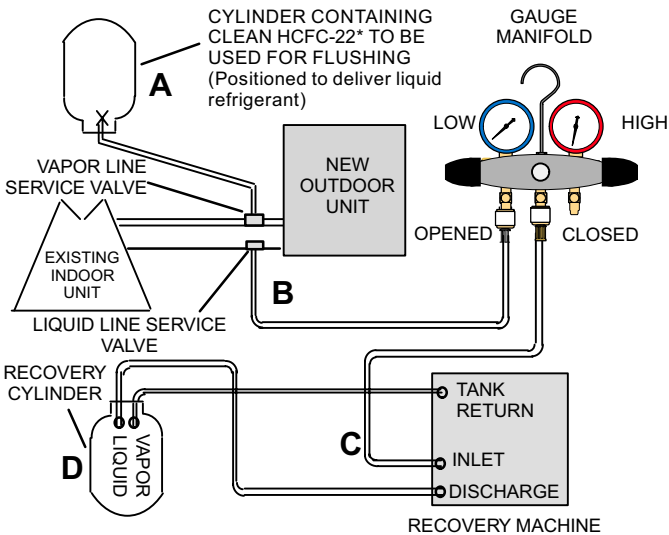 CYLINDER CONTAINING
CLEAN HCFC-22* TO BE
USED FOR FLUSHING
(Positioned to deliver liquid
refrigerant)
A
GAUGE
MANIFOLD
LOW
HIGH
VAPOR LINE
SERVICE VALVE
NEW
OUTDOOR
UNIT
OPENED
CLOSED
EXISTING
INDOOR
UNIT
B
LIQUID LINE SERVICE
VALVE
RECOVERY
CYLINDER
TANK
RETURN
C
D
LIQUID
VAPOR
INLET
DISCHARGE
RECOVERY MACHINE